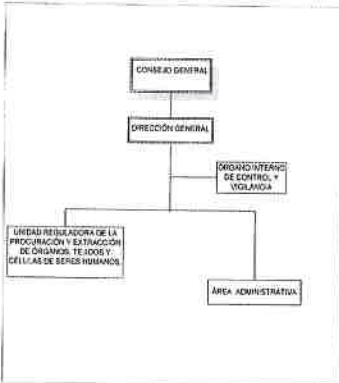 CONSEJO GENERAL
DIRECCIÓN GENERAL
ÓRGANO INTERNO
DE CONTROL Y
VIGILANCIA
UNIDAD REGULADORA DE LA
PROCURACIÓN Y EXTRACCIÓN
DE ÓRGANOS, TEJIDOS Y
CÉLULAS DE SERES HUMANOS.
ÁREA ADMINISTRATIVA